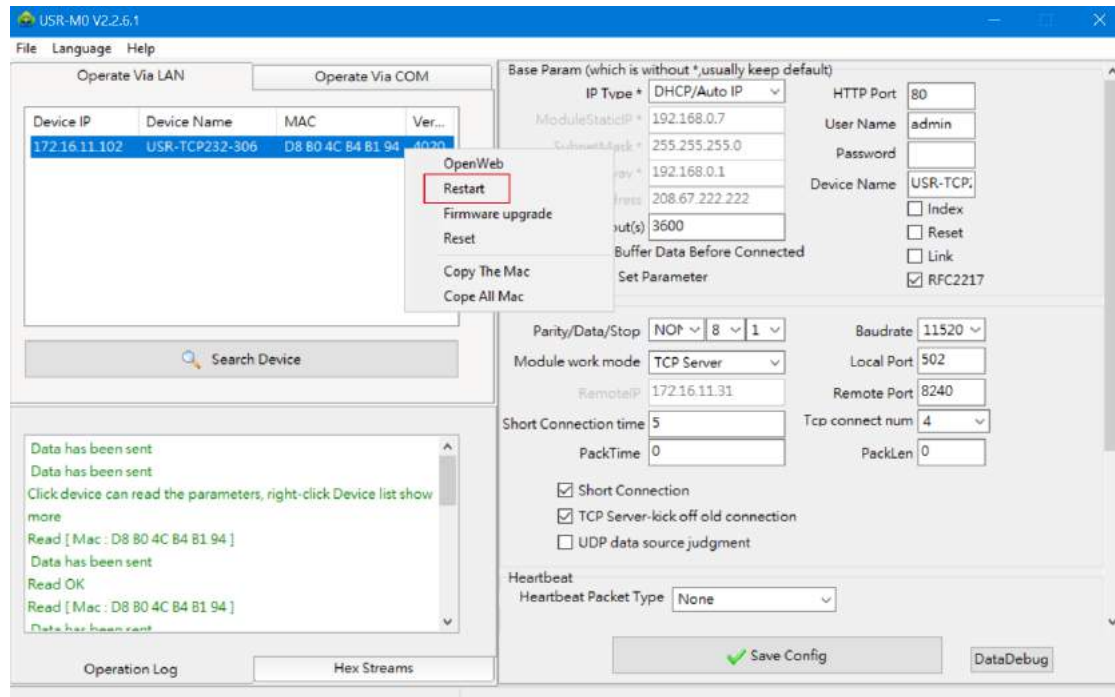 USR-M0 V2.2.6.1
File Language Help
Operate Via LAN
Operate Via COM
Device IP Device Name MAC Ver...
172.16.11.102 USR-TCP232-306 D8 B0 4C B4 B1 94 4020
OpenWeb
Restart
Firmware upgrade
Reset
Copy The Mac
Cope All Mac
Search Device
Data has been sent
Data has been sent
Click device can read the parameters, right-click Device list show
more
Read [ Mac : D8 B0 4C B4 B1 94 ]
Data has been sent
Read OK
Read [ Mac : D8 B0 4C B4 B1 94 ]
Data has been sent
Operation Log
Hex Streams
Base Param (which is without *,usually keep default)
IP Type * DHCP/Auto IP
HTTP Port 80
ModuleStaticIP * 192.168.0.7
User Name admin
SubnetMask * 255.255.255.0
Password
192.168.0.1
Device Name USR-TCP
208.67.222.222
Index
3600
Reset
Buffer Data Before Connected
Link
Set Parameter
RFC2217
Parity/Data/Stop 8 1
Baudrate 11520
Module work mode TCP Server
Local Port 502
RemoteIP 172.16.11.31
Remote Port 8240
Short Connection time 5
Tcp connect num 4
PackTime 0
PackLen 0
Short Connection
TCP Server-kick off old connection
UDP data source judgment
Heartbeat
Heartbeat Packet Type None
Save Config
DataDebug